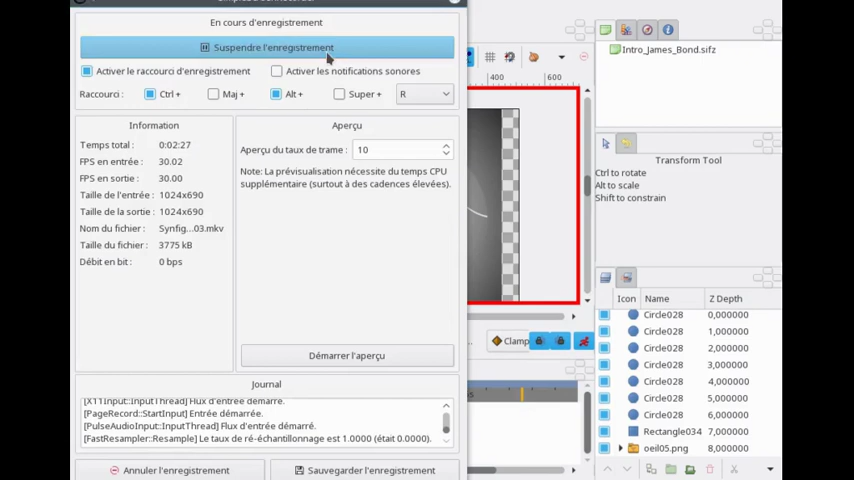 En cours d'enregistrement
Suspendre l'enregistrement
Activer le raccourci d'enregistrement
Activer les notifications sonores
Raccourci :
Ctrl +
Maj +
Alt +
Super +
R
Information
Temps total :
0:02:27
FPS en entrée :
30.02
FPS en sortie :
30.00
Taille de l'entrée :
1024x690
Taille de la sortie :
1024x690
Nom du fichier :
Synfig...03.mkv
Taille du fichier :
3775 kB
Débit en bit :
0 bps
Aperçu
Aperçu du taux de trame :
10
Note: La prévisualisation nécessite du temps CPU
supplémentaire (surtout à des cadences élevées).
Démarrer l'aperçu
Journal
[X11Input::InputThread] Flux d'entrée démarré.
[PageRecord::StartInput] Entrée démarrée.
[PulseAudioInput::InputThread] Flux d'entrée démarré.
[FastResampler::Resample] Le taux de ré-échantillonnage est 1.0000 (était 0.0000).
Annuler l'enregistrement
Sauvegarder l'enregistrement
400
600
Clamp
Intro_James_Bond.sifz
Transform Tool
Ctrl to rotate
Alt to scale
Shift to constrain
Icon
Name
Z Depth
Circle028
0,000000
Circle028
1,000000
Circle028
2,000000
Circle028
3,000000
Circle028
4,000000
Circle028
5,000000
Circle028
6,000000
Rectangle034
7,000000
oeil05.png
8,000000